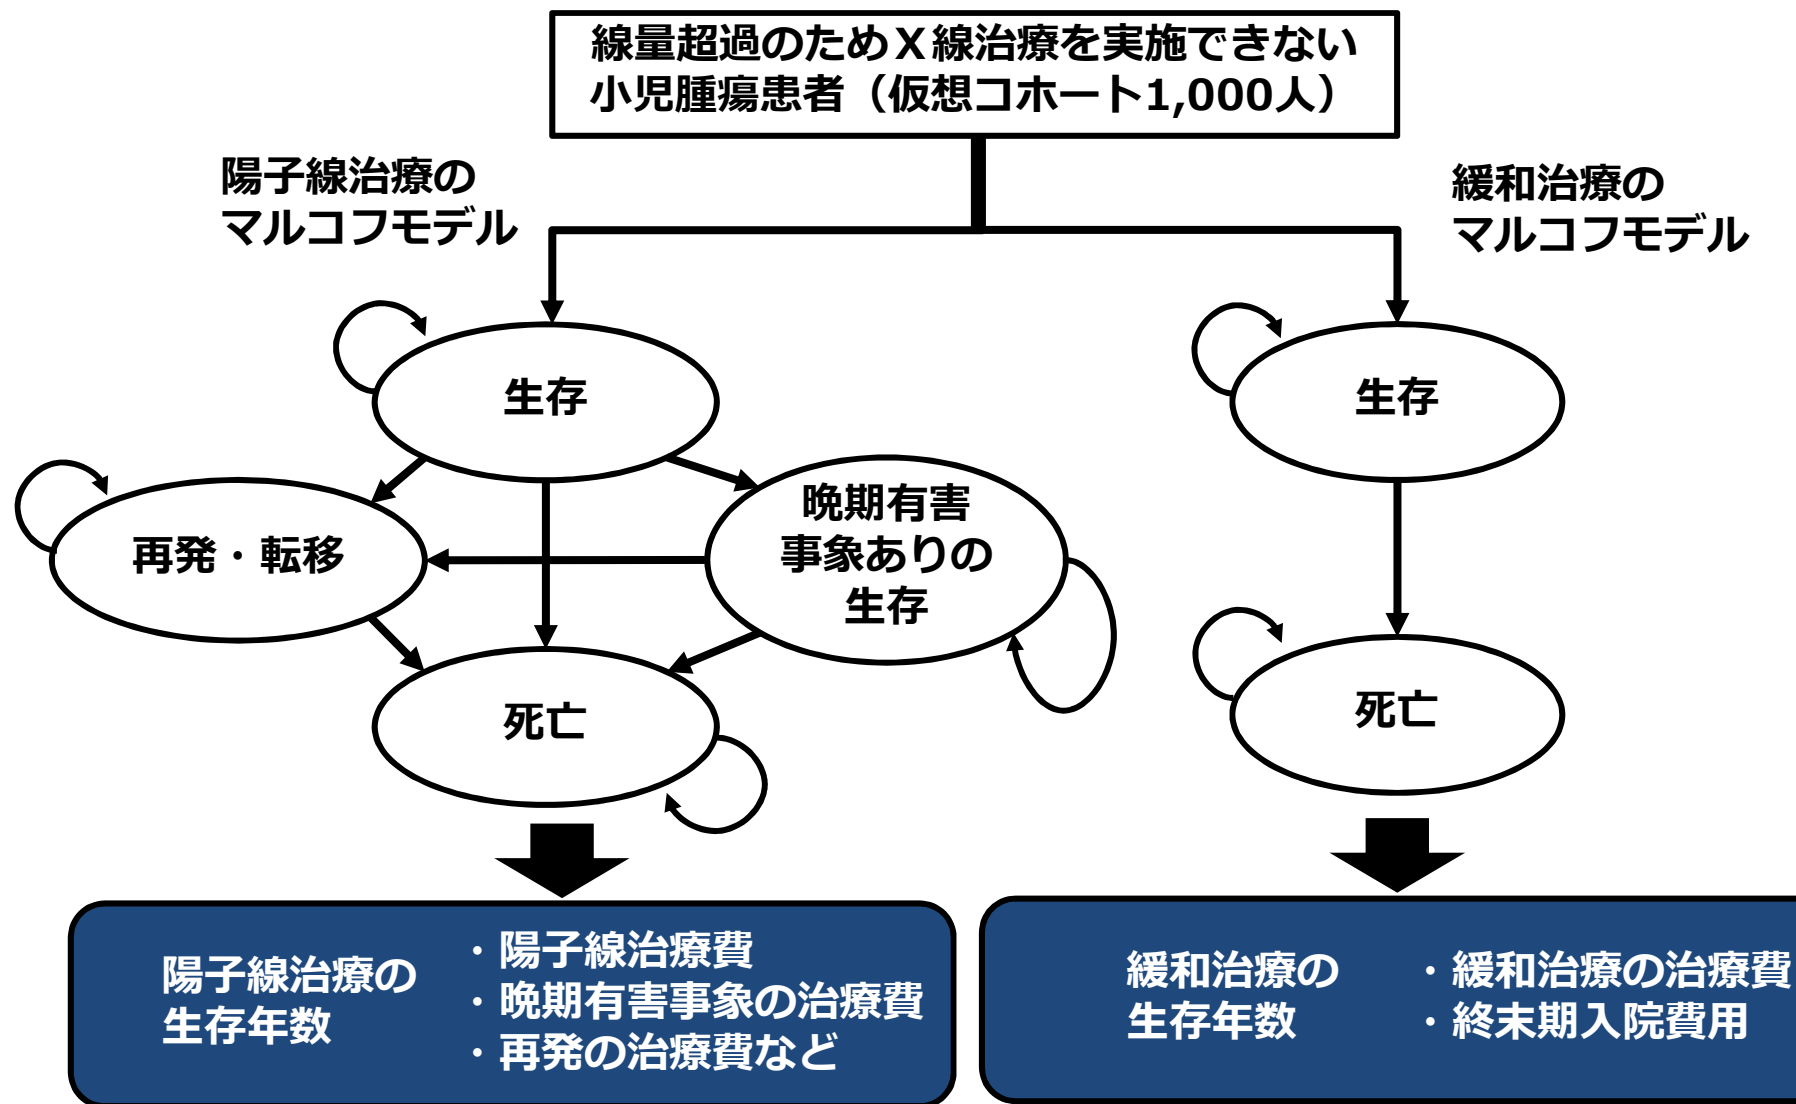 線量超過のためＸ線治療を実施できない
小児腫瘍患者（仮想コホート1,000人）
陽子線治療の
マルコフモデル
緩和治療の
マルコフモデル
生存
生存
再発・転移
晩期有害
事象ありの
生存
死亡
死亡
陽子線治療の
生存年数
・陽子線治療費
・晩期有害事象の治療費
・再発の治療費など
緩和治療の
生存年数
・緩和治療の治療費
・終末期入院費用